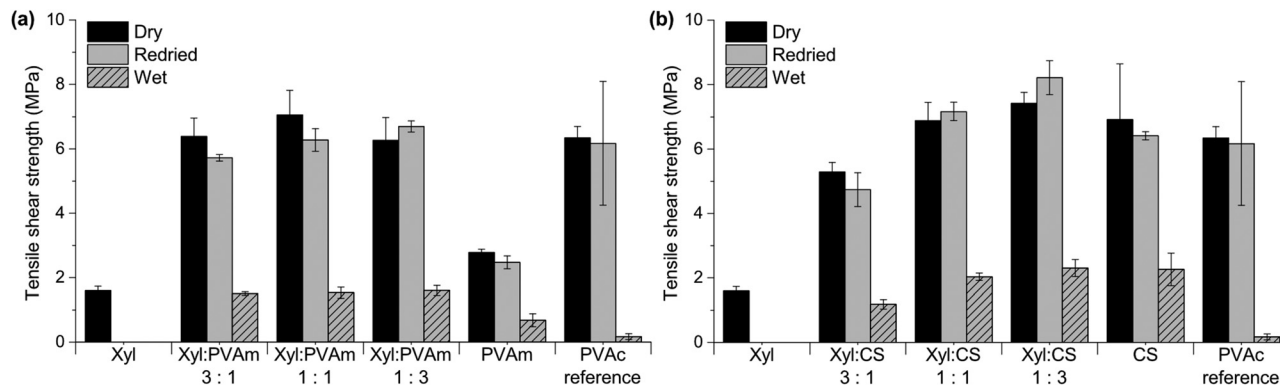 (a)
Dry
Redried
Wet
Tensile shear strength (MPa)
10
8
6
4
2
0
Xyl
Xyl:PVAm
3 : 1
Xyl:PVAm
1 : 1
Xyl:PVAm
1 : 3
PVAm
PVAc
reference
(b)
Dry
Redried
Wet
Tensile shear strength (MPa)
10
8
6
4
2
0
Xyl
Xyl:CS
3 : 1
Xyl:CS
1 : 1
Xyl:CS
1 : 3
CS
PVAc
reference